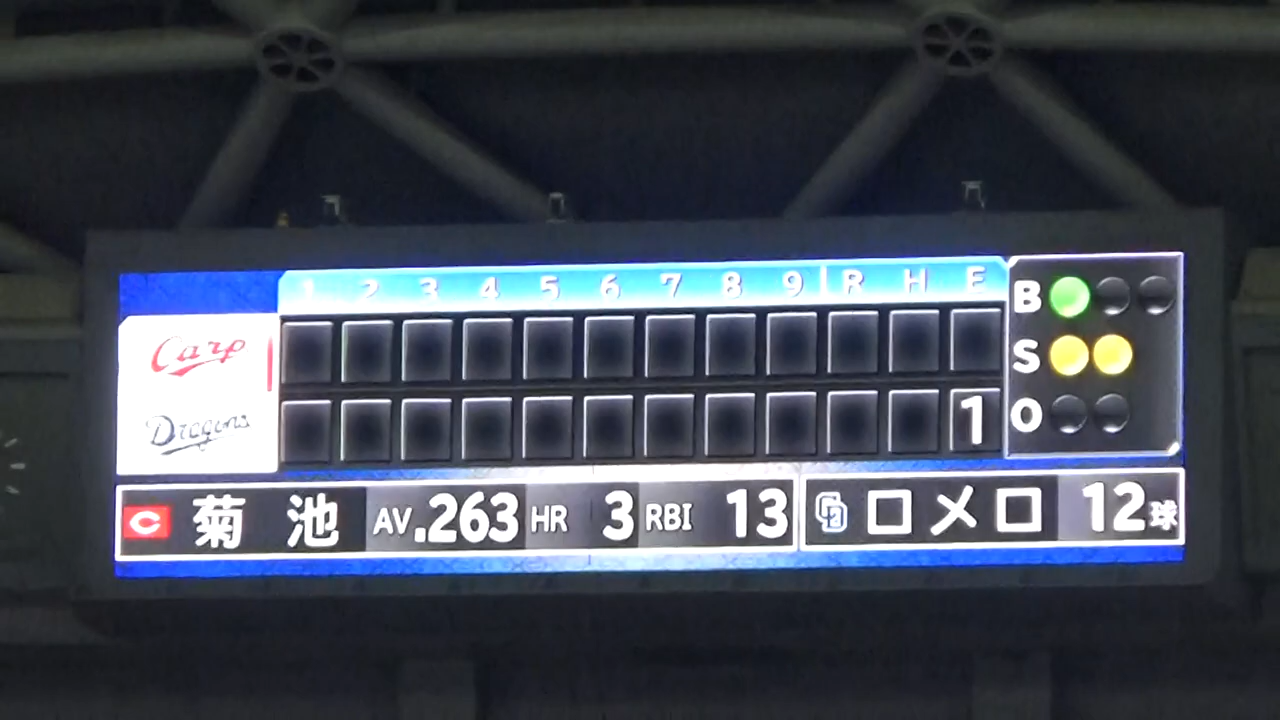 1 2 3 4 5 6 7 8 9 R H E
B
Carp
S
Dragons 1
O
C 菊池 AV .263 HR 3 RBI 13 CD ロメロ 12球